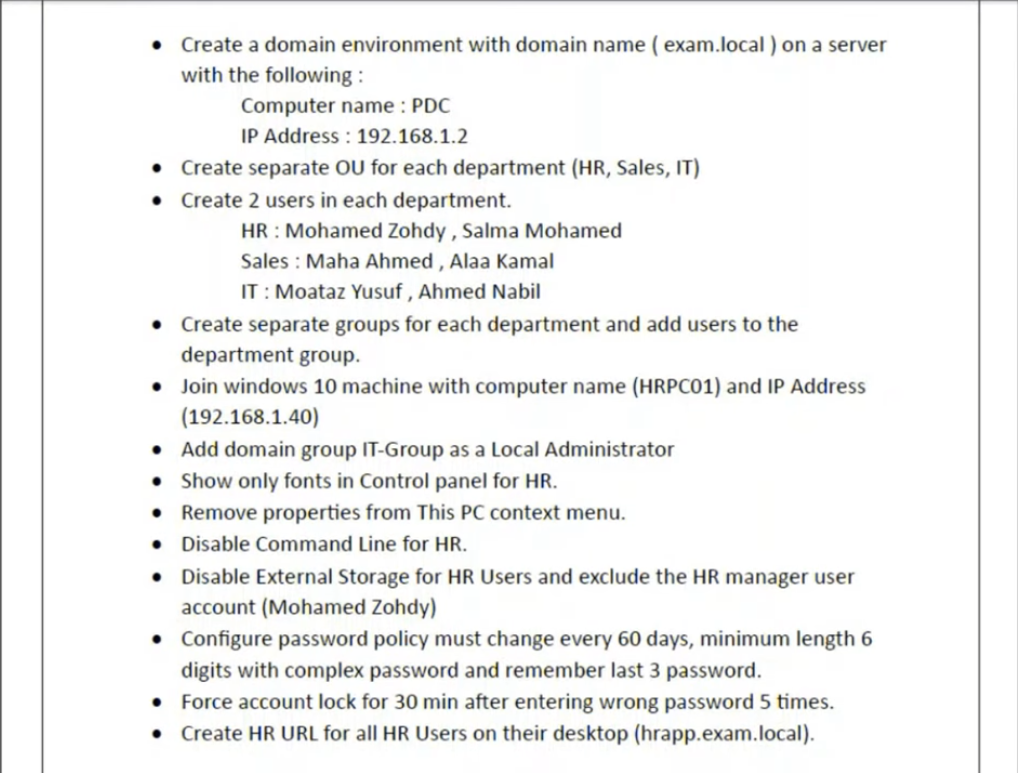 • Create a domain environment with domain name ( exam.local ) on a server
with the following :
Computer name : PDC
IP Address : 192.168.1.2
• Create separate OU for each department (HR, Sales, IT)
• Create 2 users in each department.
HR : Mohamed Zohdy , Salma Mohamed
Sales : Maha Ahmed , Alaa Kamal
IT : Moataz Yusuf , Ahmed Nabil
• Create separate groups for each department and add users to the
department group.
• Join windows 10 machine with computer name (HRPC01) and IP Address
(192.168.1.40)
• Add domain group IT-Group as a Local Administrator
• Show only fonts in Control panel for HR.
• Remove properties from This PC context menu.
• Disable Command Line for HR.
• Disable External Storage for HR Users and exclude the HR manager user
account (Mohamed Zohdy)
• Configure password policy must change every 60 days, minimum length 6
digits with complex password and remember last 3 password.
• Force account lock for 30 min after entering wrong password 5 times.
• Create HR URL for all HR Users on their desktop (hrapp.exam.local).